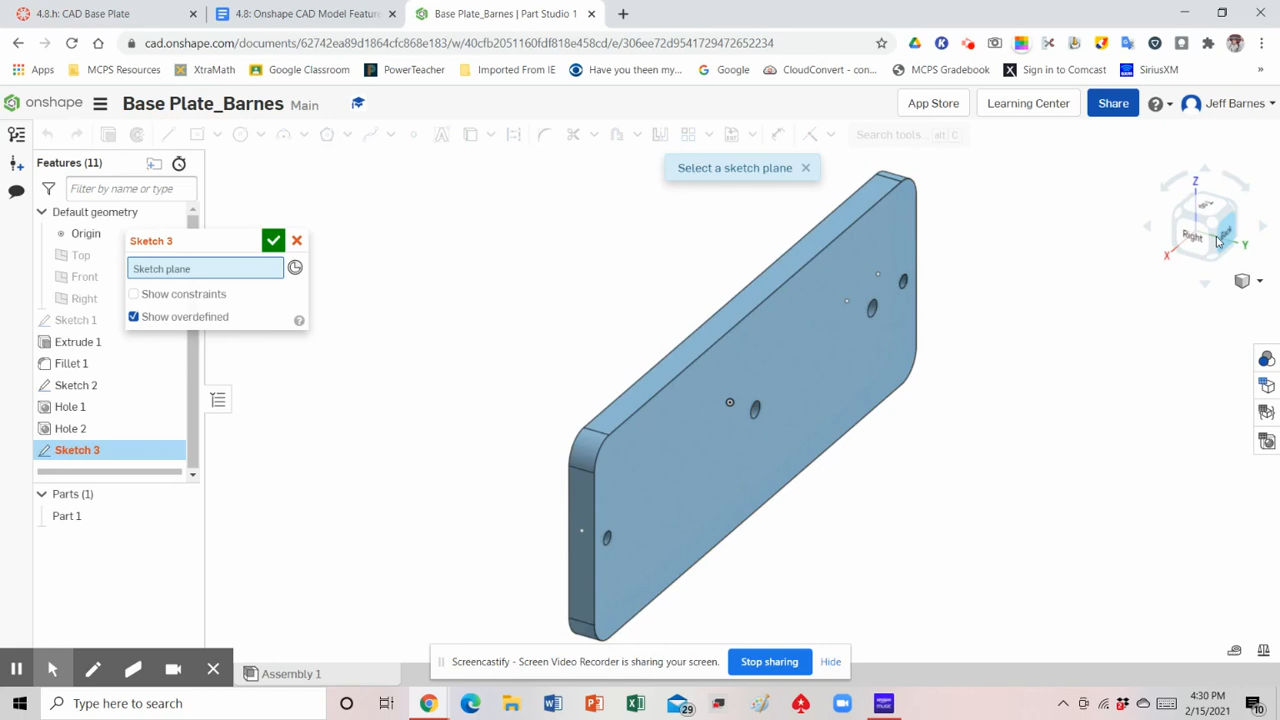 4.8.h: CAD Base Plate
4.8: Onshape CAD Model Feature
Base Plate_Barnes | Part Studio 1
cad.onshape.com/documents/62742ea89d1864cfc868e183/w/40cfb2051160fdf818e458cd/e/306ee72d9541729472652234
Apps
MCPS Resources
XtraMath
Google Classroom
PowerTeacher
Imported From IE
Have you theen my...
Google
CloudConvert - con...
MCPS Gradebook
Sign in to Comcast
SiriusXM
»
onshape
Base Plate_Barnes Main
App Store
Learning Center
Share
Jeff Barnes
Search tools... alt C
Features (11)
Filter by name or type
Select a sketch plane
Default geometry
Origin
Top
Front
Right
Sketch 1
Extrude 1
Fillet 1
Sketch 2
Hole 1
Hole 2
Sketch 3
Parts (1)
Part 1
Sketch 3
Sketch plane
Show constraints
Show overdefined
Z
Right
Back
X
Y
Assembly 1
Screencastify - Screen Video Recorder is sharing your screen.
Stop sharing
Hide
Type here to search
29
music
4:30 PM
2/15/2021
10